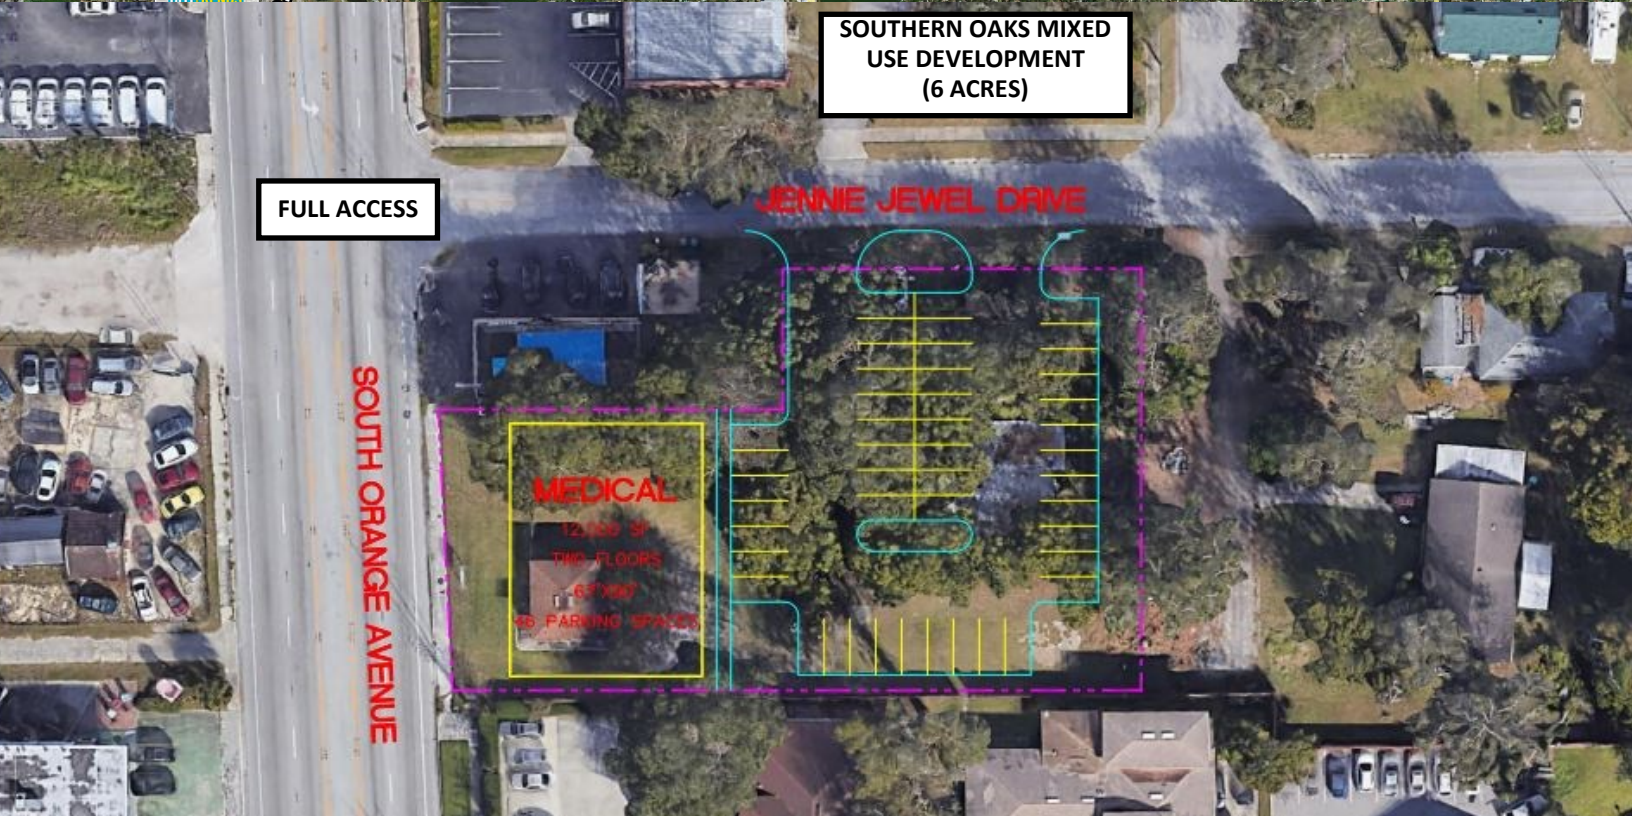 SOUTHERN OAKS MIXED
USE DEVELOPMENT
(6 ACRES)
FULL ACCESS
JENNIE JEWEL DRIVE
SOUTH ORANGE AVENUE
MEDICAL
SF
TWO FLOORS
PARKING SPACES